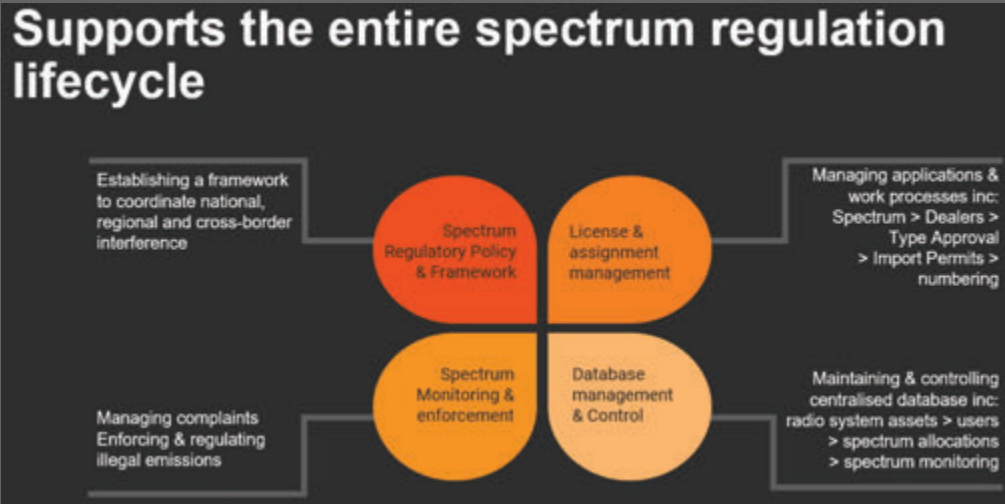 Supports the entire spectrum regulation
lifecycle
Establishing a framework
to coordinate national,
regional and cross-border
interference
Spectrum
Regulatory Policy
& Framework
License &
assignment
management
Managing applications &
work processes inc:
Spectrum > Dealers >
Type Approval
> Import Permits >
numbering
Managing complaints
Enforcing & regulating
illegal emissions
Spectrum
Monitoring &
enforcement
Database
management
& Control
Maintaining & controlling
centralised database inc:
radio system assets > users
> spectrum allocations
> spectrum monitoring